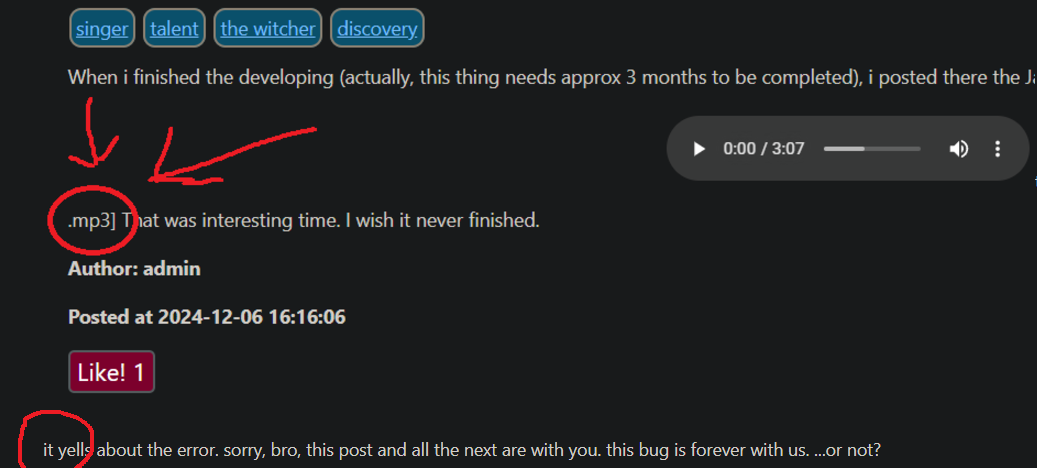 singer talent the witcher discovery
When i finished the developing (actually, this thing needs approx 3 months to be completed), i posted there the
0:00 / 3:07
.mp3] That was interesting time. I wish it never finished.
Author: admin
Posted at 2024-12-06 16:16:06
Like! 1
it yells about the error. sorry, bro, this post and all the next are with you. this bug is forever with us. ...or not?